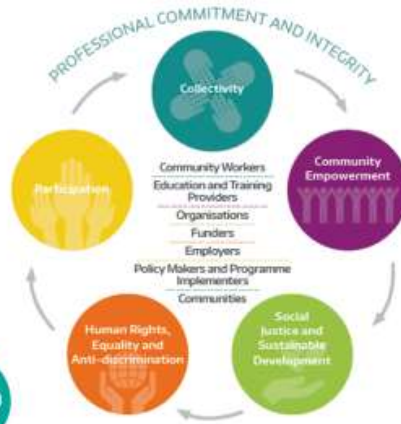 PROFESSIONAL COMMITMENT AND INTEGRITY
Collectivity
Community
Empowerment
Participation
Community Workers
Education and Training
Providers
Organisations
Funders
Employers
Policy Makers and Programme
Implementers
Communities
Human Rights,
Equality and
Anti-discrimination
Social
Justice and
Sustainable
Development